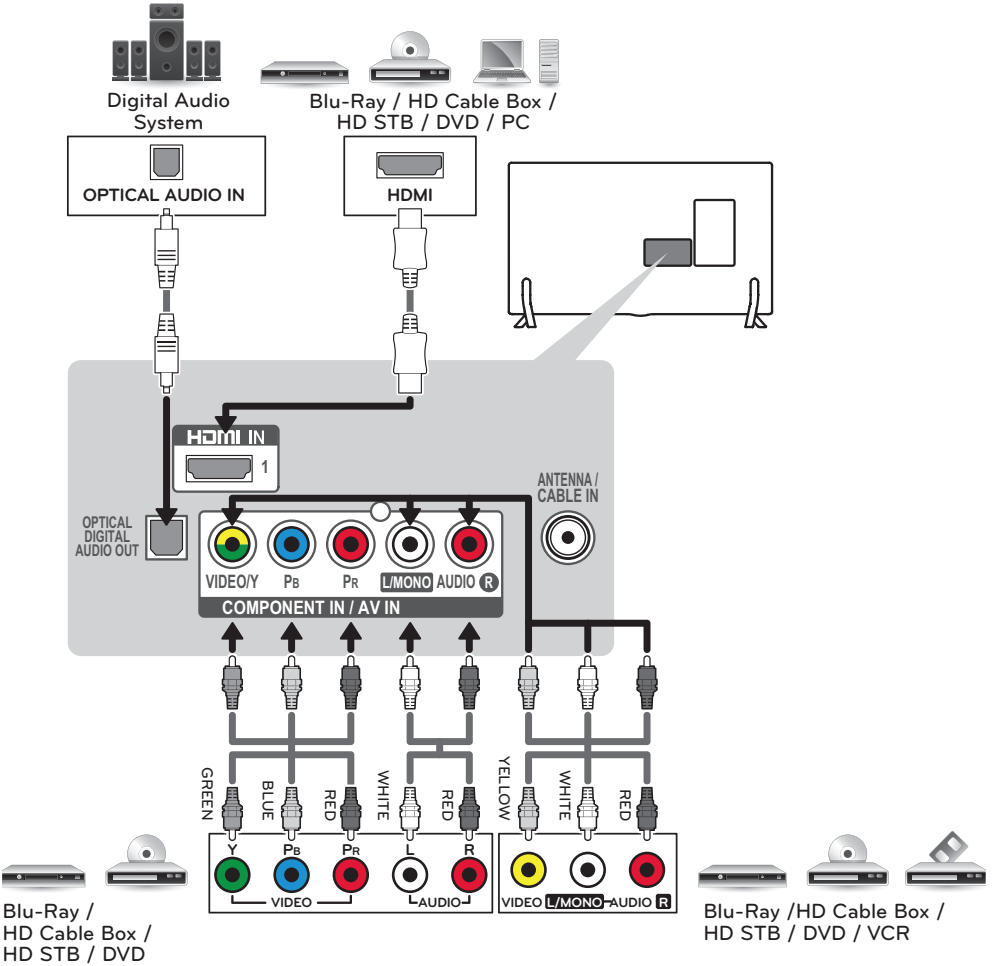 Digital Audio
System
Blu-Ray / HD Cable Box /
HD STB / DVD / PC
OPTICAL AUDIO IN
HDMI
HDMI IN
1
ANTENNA /
CABLE IN
OPTICAL
DIGITAL
AUDIO OUT
VIDEO/Y PB PR L/MONO AUDIO R
COMPONENT IN / AV IN
GREEN
BLUE
RED
WHITE
RED
YELLOW
WHITE
RED
Y PB PR L R
VIDEO
AUDIO
VIDEO L/MONO AUDIO R
Blu-Ray /
HD Cable Box /
HD STB / DVD
Blu-Ray /HD Cable Box /
HD STB / DVD / VCR